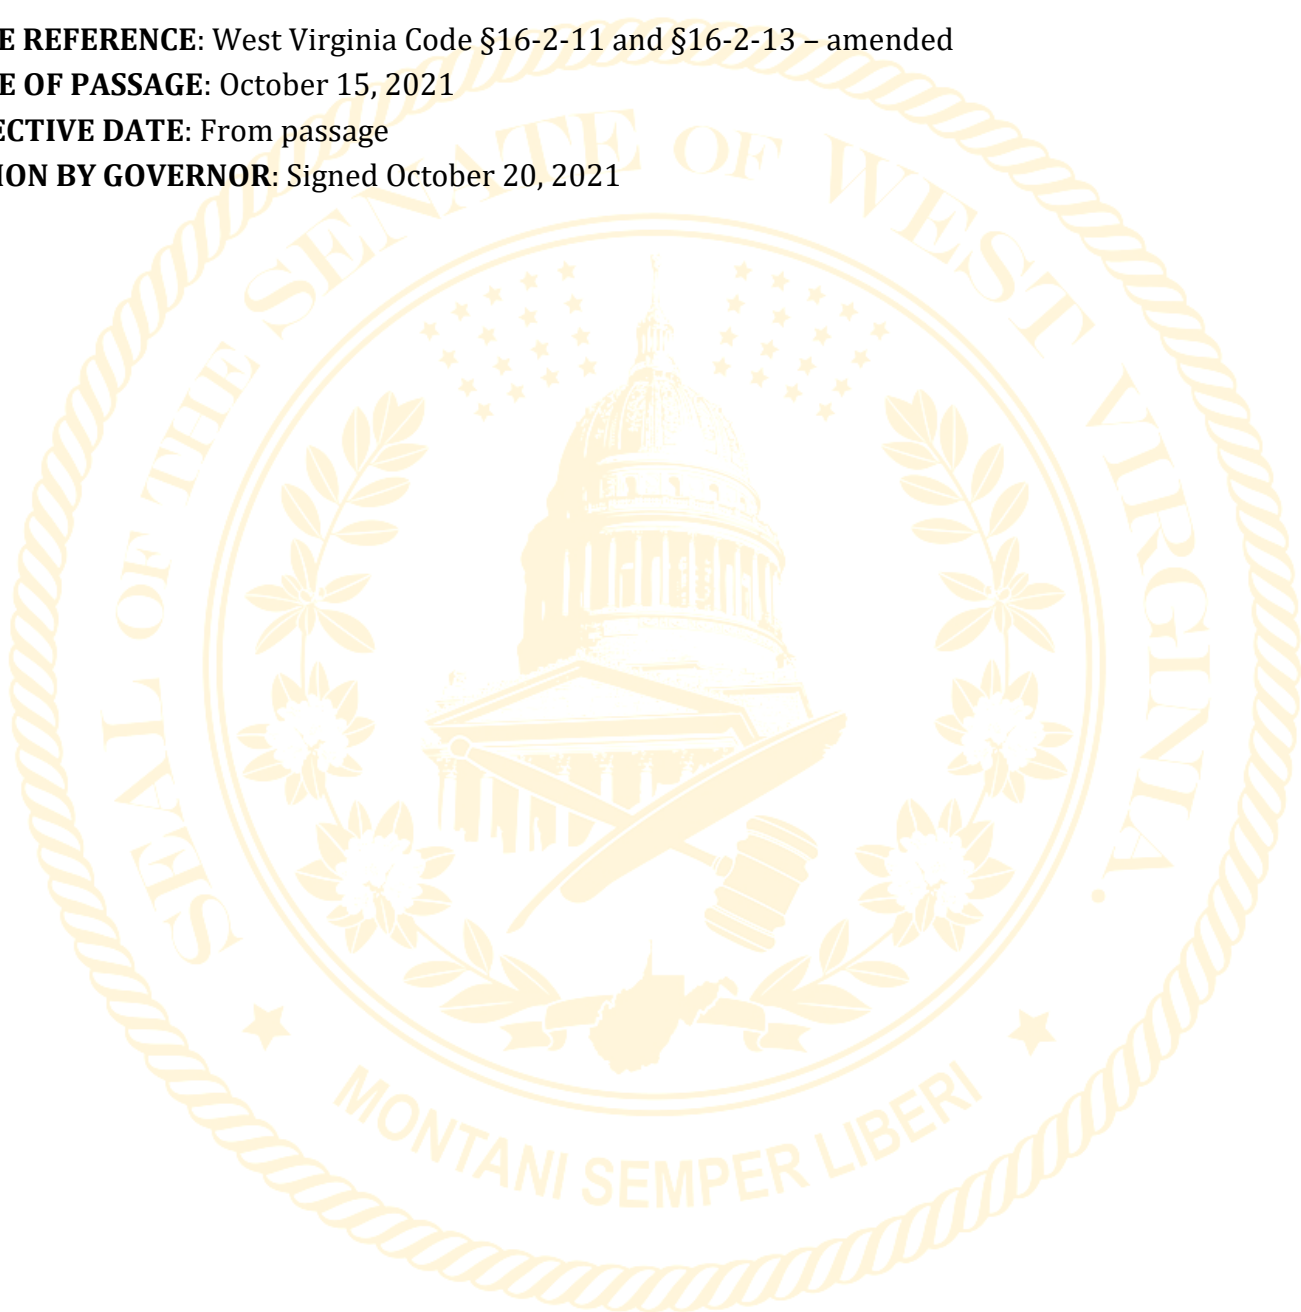 E REFERENCE: West Virginia Code §16-2-11 and §16-2-13 – amended
E OF PASSAGE: October 15, 2021
ECTIVE DATE: From passage
ION BY GOVERNOR: Signed October 20, 2021
SEAL OF THE SENATE OF WEST VIRGINIA.
MONTANI SEMPER LIBERI